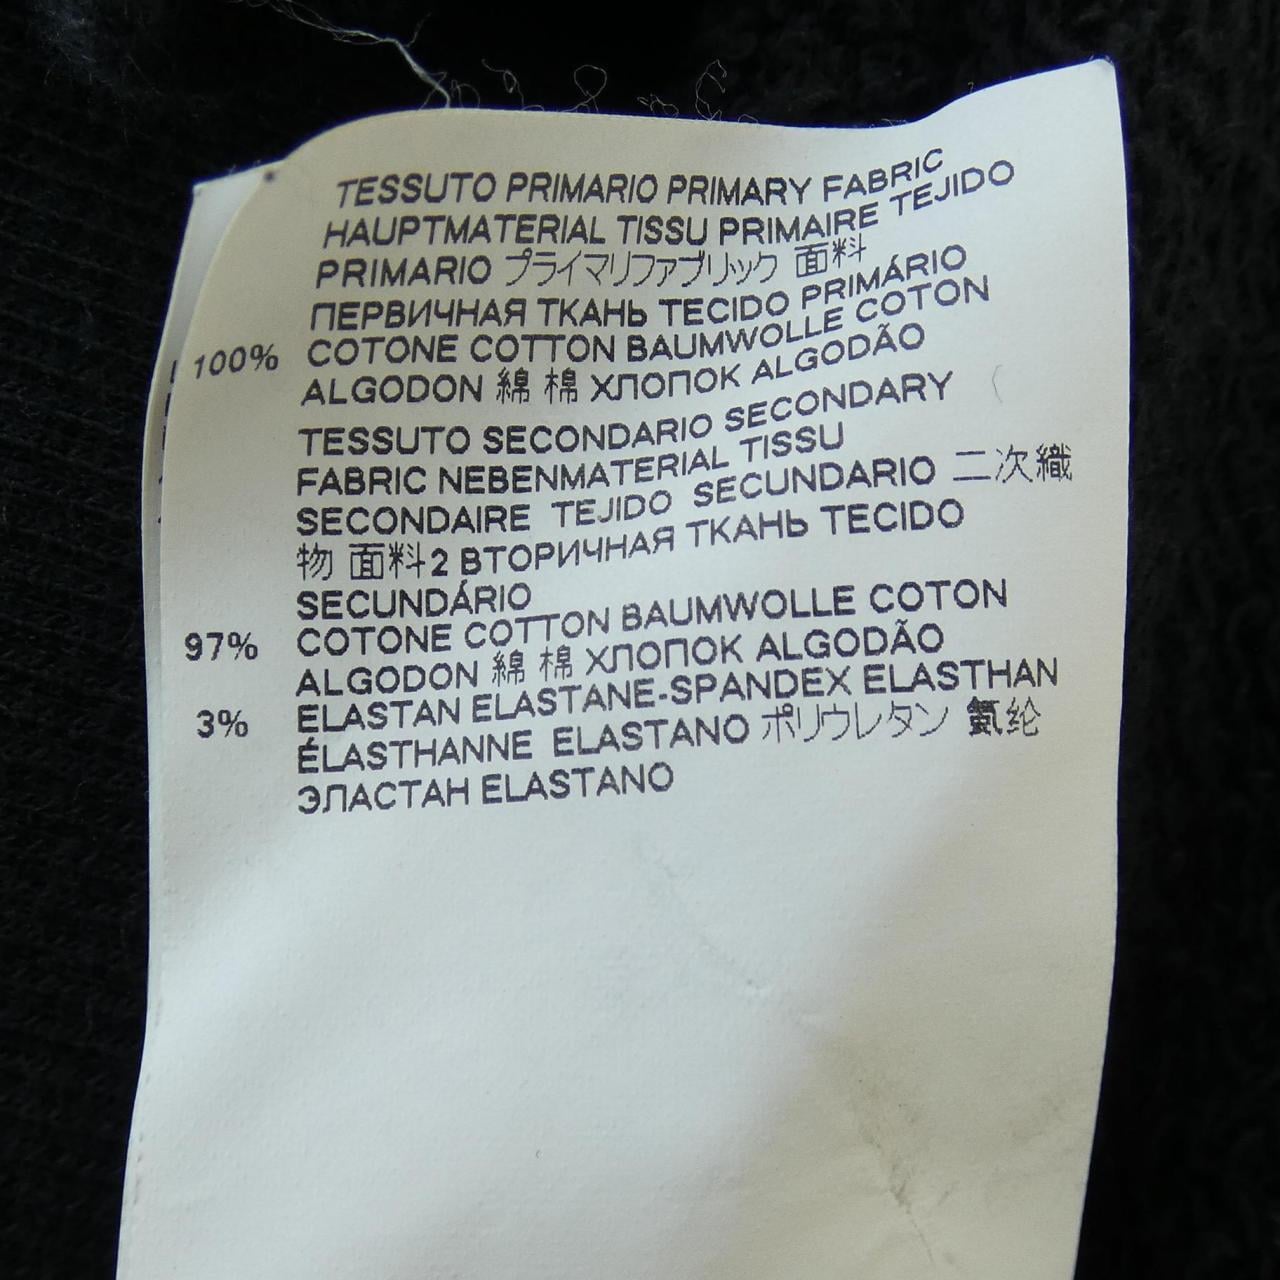 TESSUTO PRIMARIO PRIMARY FABRIC
HAUPTMATERIAL TISSU PRIMAIRE TEJIDO
PRIMARIO プライマリファブリック 面料
ПЕРВИЧНАЯ ТКАНЬ TECIDO PRIMÁRIO
100% COTONE COTTON BAUMWOLLE COTON
ALGODON 綿 棉 ХЛОПОК ALGODÃO
TESSUTO SECONDARIO SECONDARY
FABRIC NEBENMATERIAL TISSU
SECONDAIRE TEJIDO SECUNDARIO 二次織
物 面料2 ВТОРИЧНАЯ ТКАНЬ TECIDO
SECUNDÁRIO
97% COTONE COTTON BAUMWOLLE COTON
ALGODON 綿 棉 ХЛОПОК ALGODÃO
3% ELASTAN ELASTANE-SPANDEX ELASTHAN
ÉLASTHANNE ELASTANO ポリウレタン 氨纶
ЭЛАСТАН ELASTANO